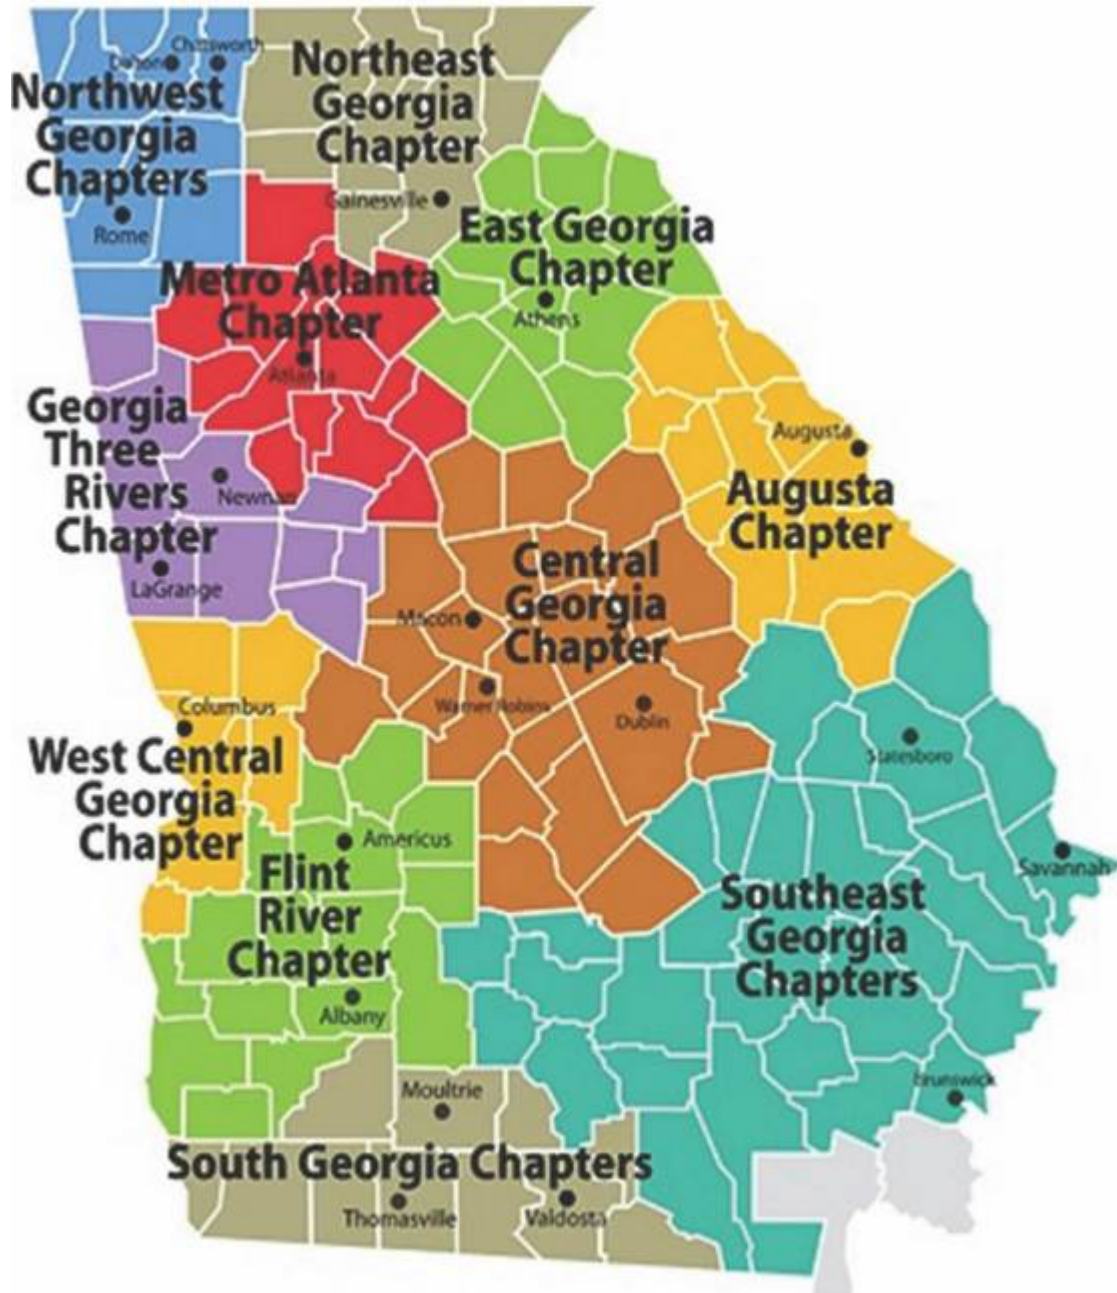 Chatsworth
Dalton
Northwest
Georgia
Chapters
Rome
Northeast
Georgia
Chapter
Gainesville
East Georgia
Chapter
Athens
Metro Atlanta
Chapter
Atlanta
Georgia
Three
Rivers
Chapter
Newnan
LaGrange
Augusta
Augusta
Chapter
Central
Georgia
Chapter
Macon
Warner Robins
Dublin
Columbus
West Central
Georgia
Chapter
Statesboro
Savannah
Americus
Flint
River
Chapter
Albany
Southeast
Georgia
Chapters
Brunswick
Moultrie
South Georgia Chapters
Thomasville
Valdosta